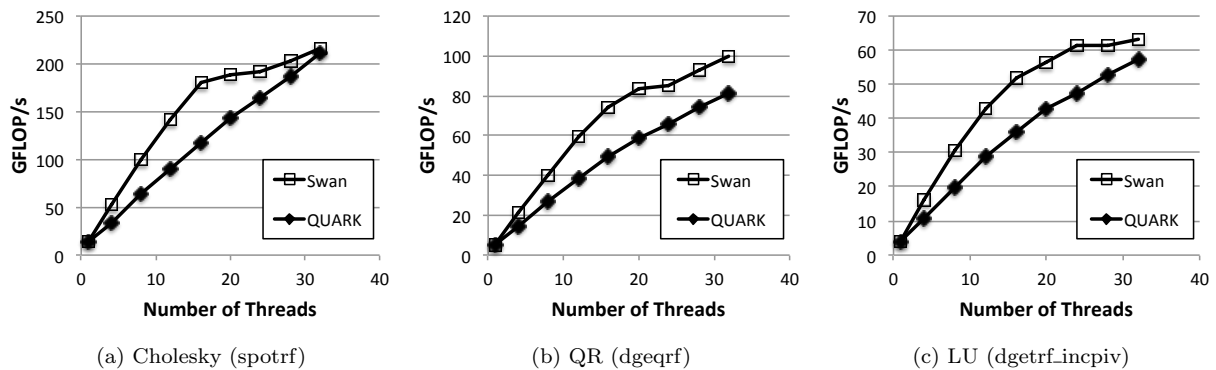 250
200
150
100
50
0
GFLOP/s
0 10 20 30 40
Number of Threads
Swan
QUARK
(a) Cholesky (spotrf)
120
100
80
60
40
20
0
GFLOP/s
0 10 20 30 40
Number of Threads
Swan
QUARK
(b) QR (dgeqrf)
70
60
50
40
30
20
10
0
GFLOP/s
0 10 20 30 40
Number of Threads
Swan
QUARK
(c) LU (dgetrf_incpiv)